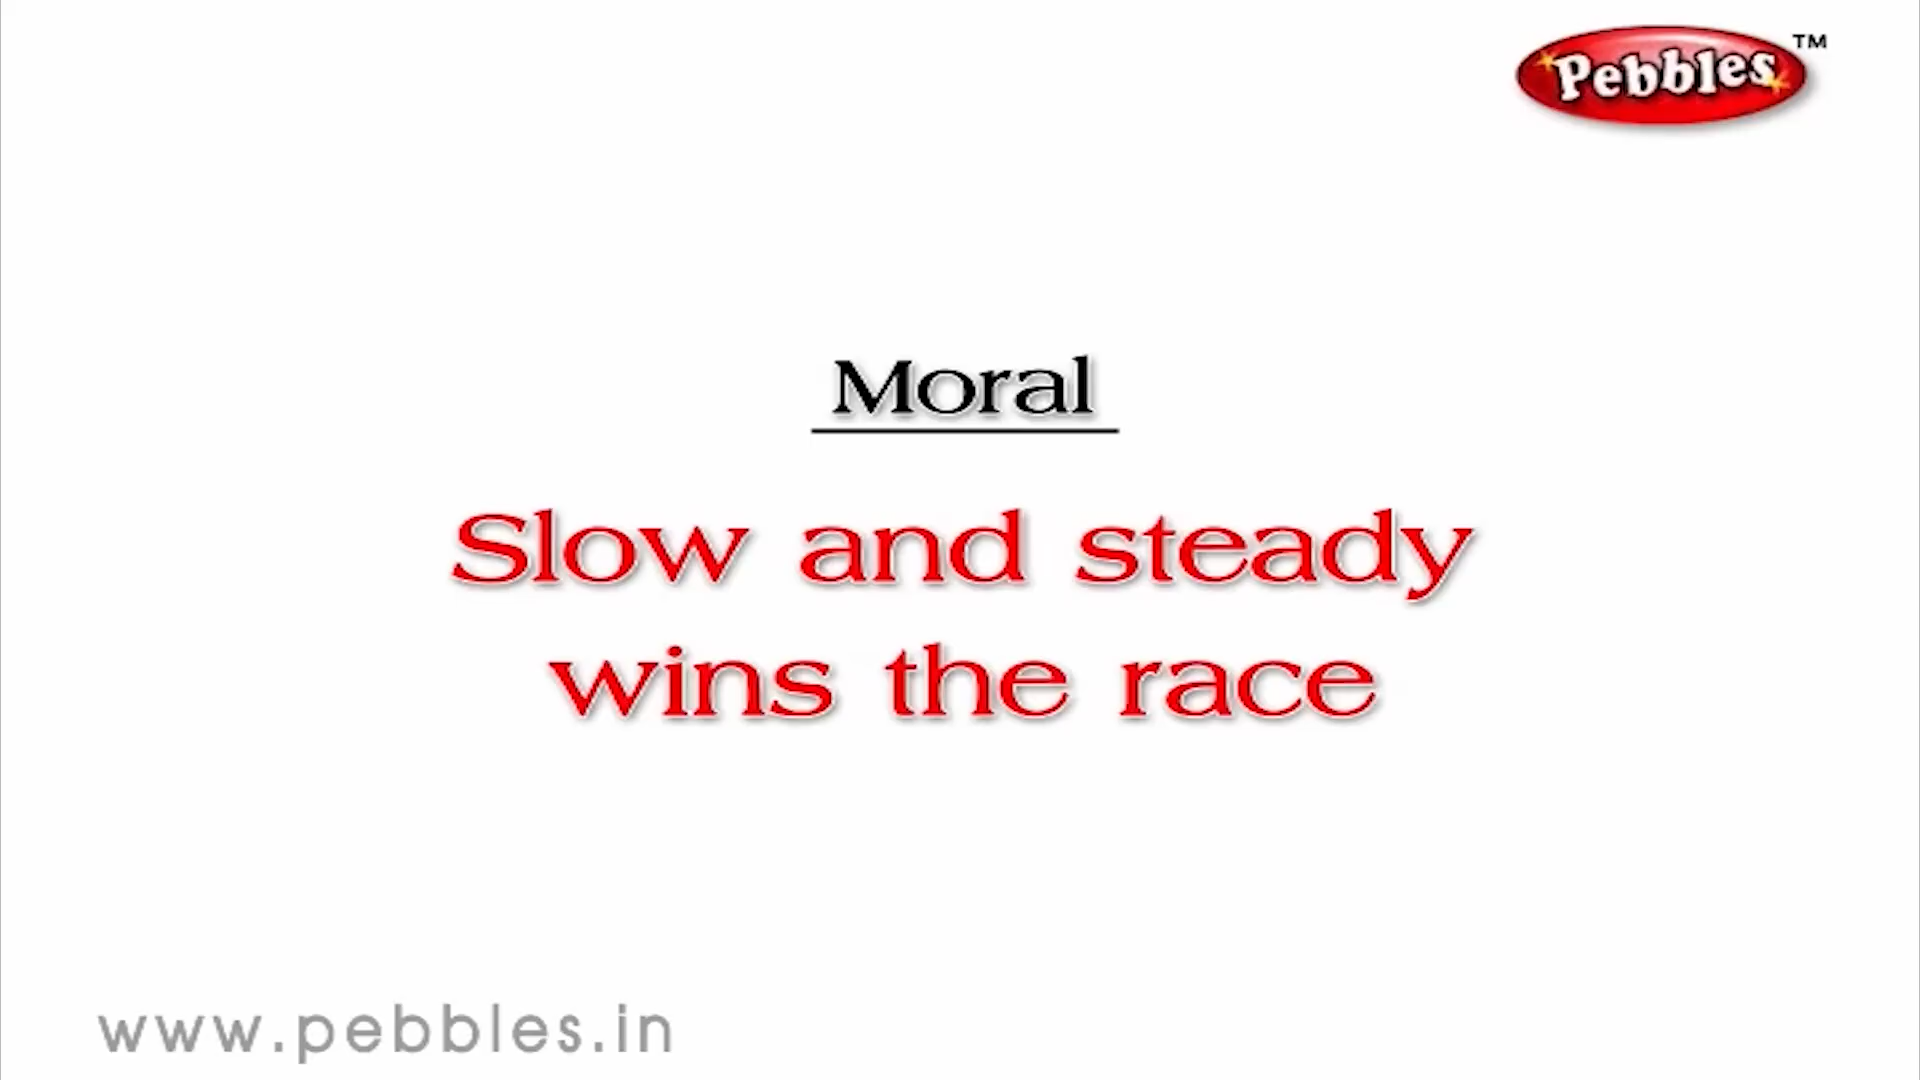 Pebbles™
Moral
Slow and steady
wins the race
www.pebbles.in